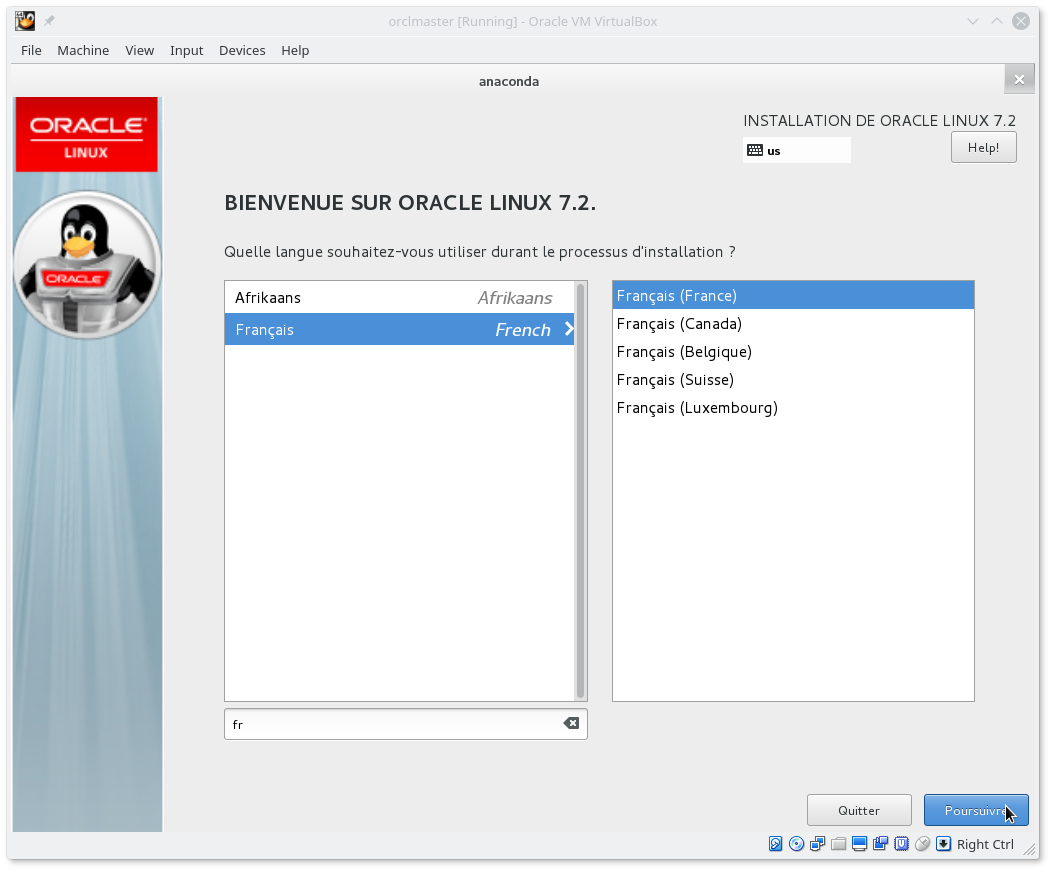 orclmaster [Running] - Oracle VM VirtualBox
File Machine View Input Devices Help
anaconda
ORACLE®
LINUX
INSTALLATION DE ORACLE LINUX 7.2
us
Help!
ORACLE
BIENVENUE SUR ORACLE LINUX 7.2.
Quelle langue souhaitez-vous utiliser durant le processus d'installation ?
Afrikaans Afrikaans
Français French
Français (France)
Français (Canada)
Français (Belgique)
Français (Suisse)
Français (Luxembourg)
fr
Quitter
Poursuivre
Right Ctrl